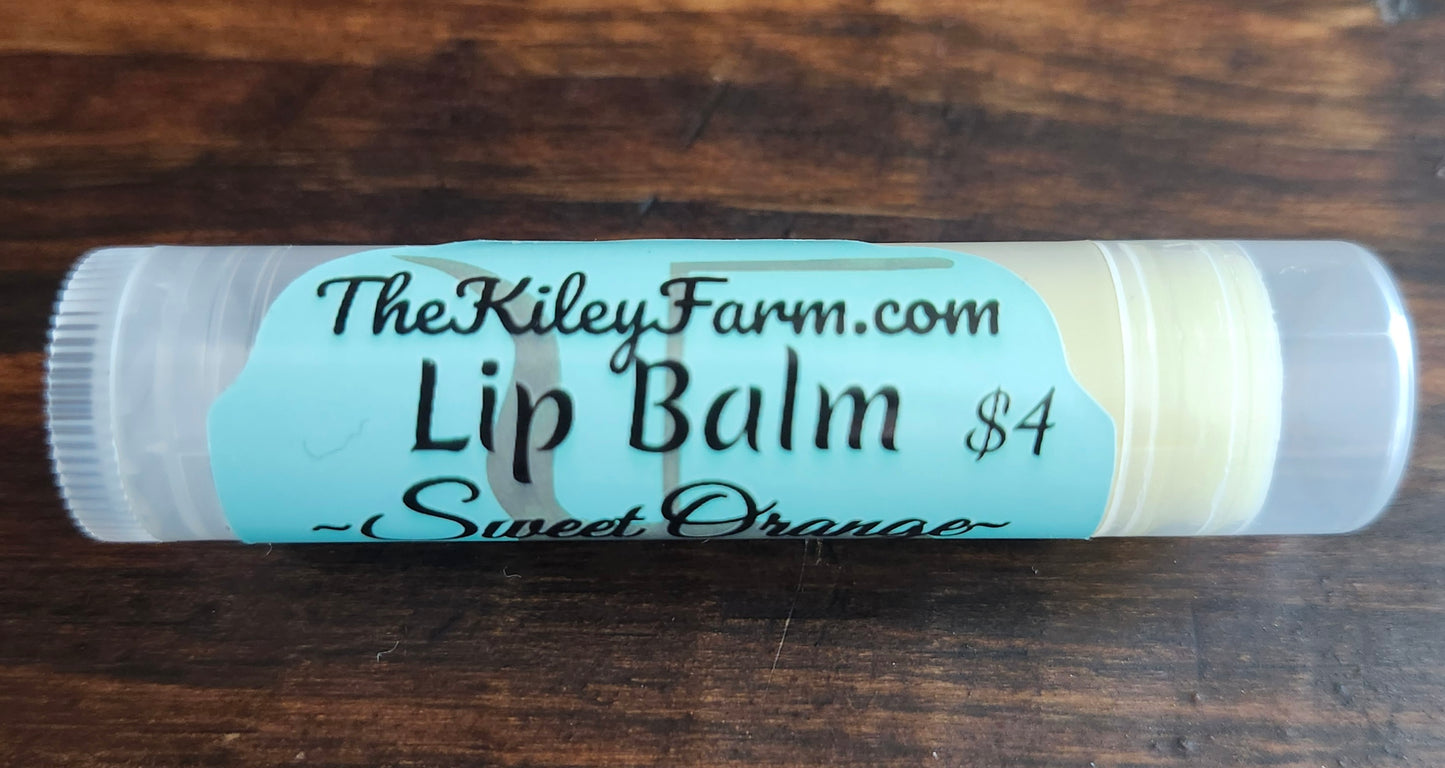 TheKileyFarm.com
Lip Balm $4
~Sweet Orange~